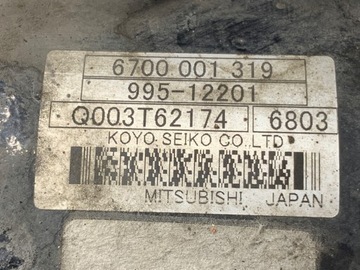 6700 001 319
995-12201
Q003T62174 6803
KOYO SEIKO CO.,LTD
MITSUBISHI JAPAN